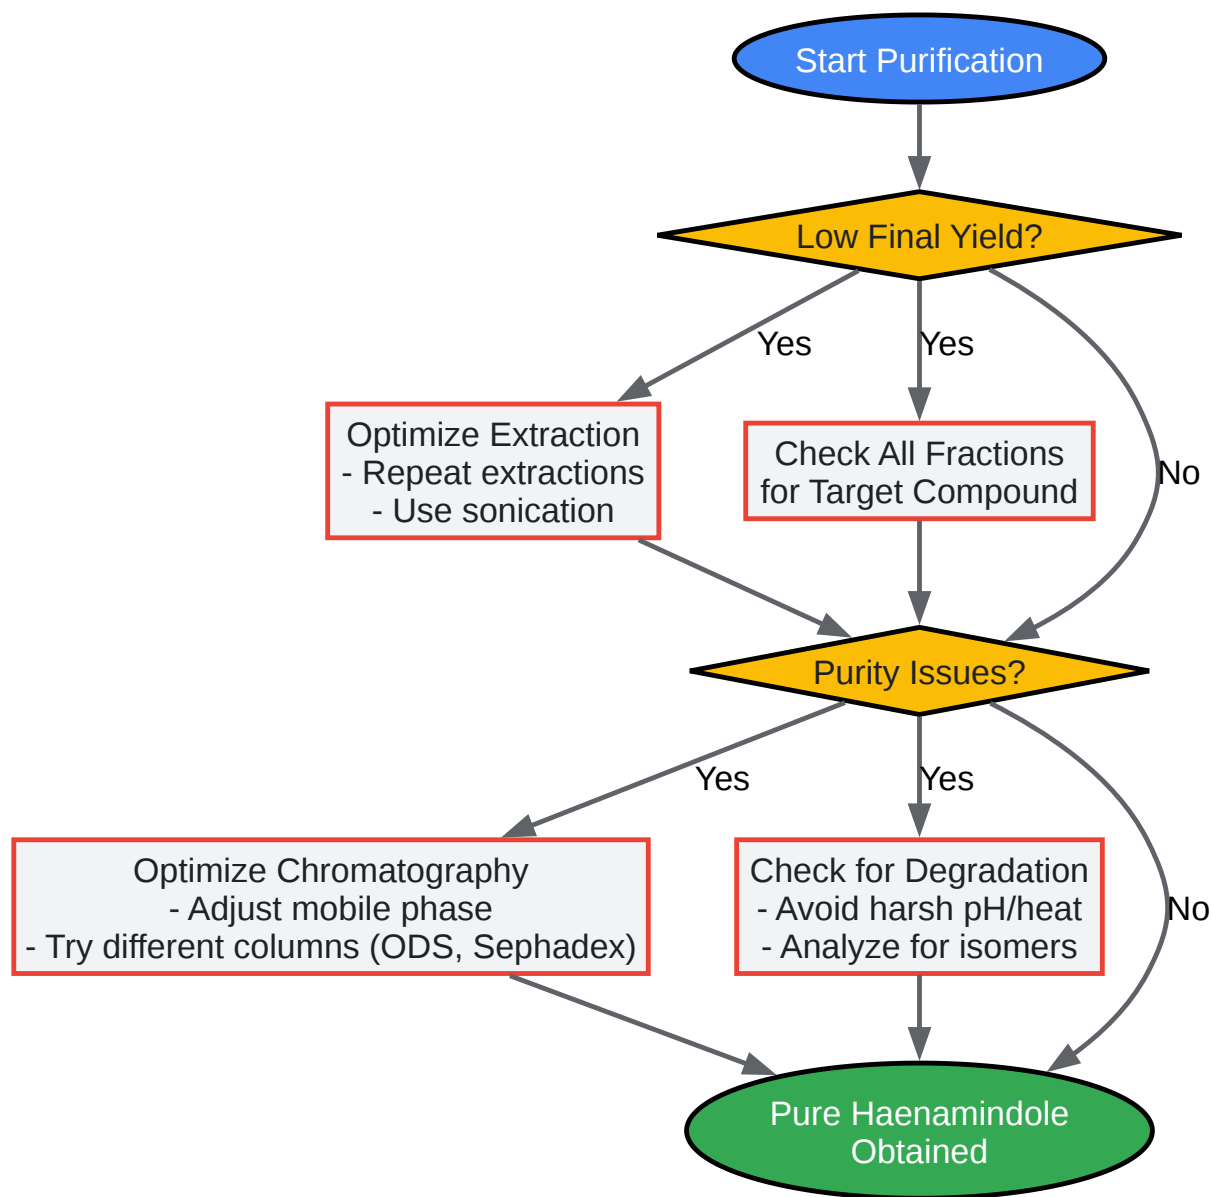 Start Purification
Low Final Yield?
Yes
Yes
No
Optimize Extraction
- Repeat extractions
- Use sonication
Check All Fractions
for Target Compound
Purity Issues?
Yes
Yes
No
Optimize Chromatography
- Adjust mobile phase
- Try different columns (ODS, Sephadex)
Check for Degradation
- Avoid harsh pH/heat
- Analyze for isomers
Pure Haenamindole
Obtained